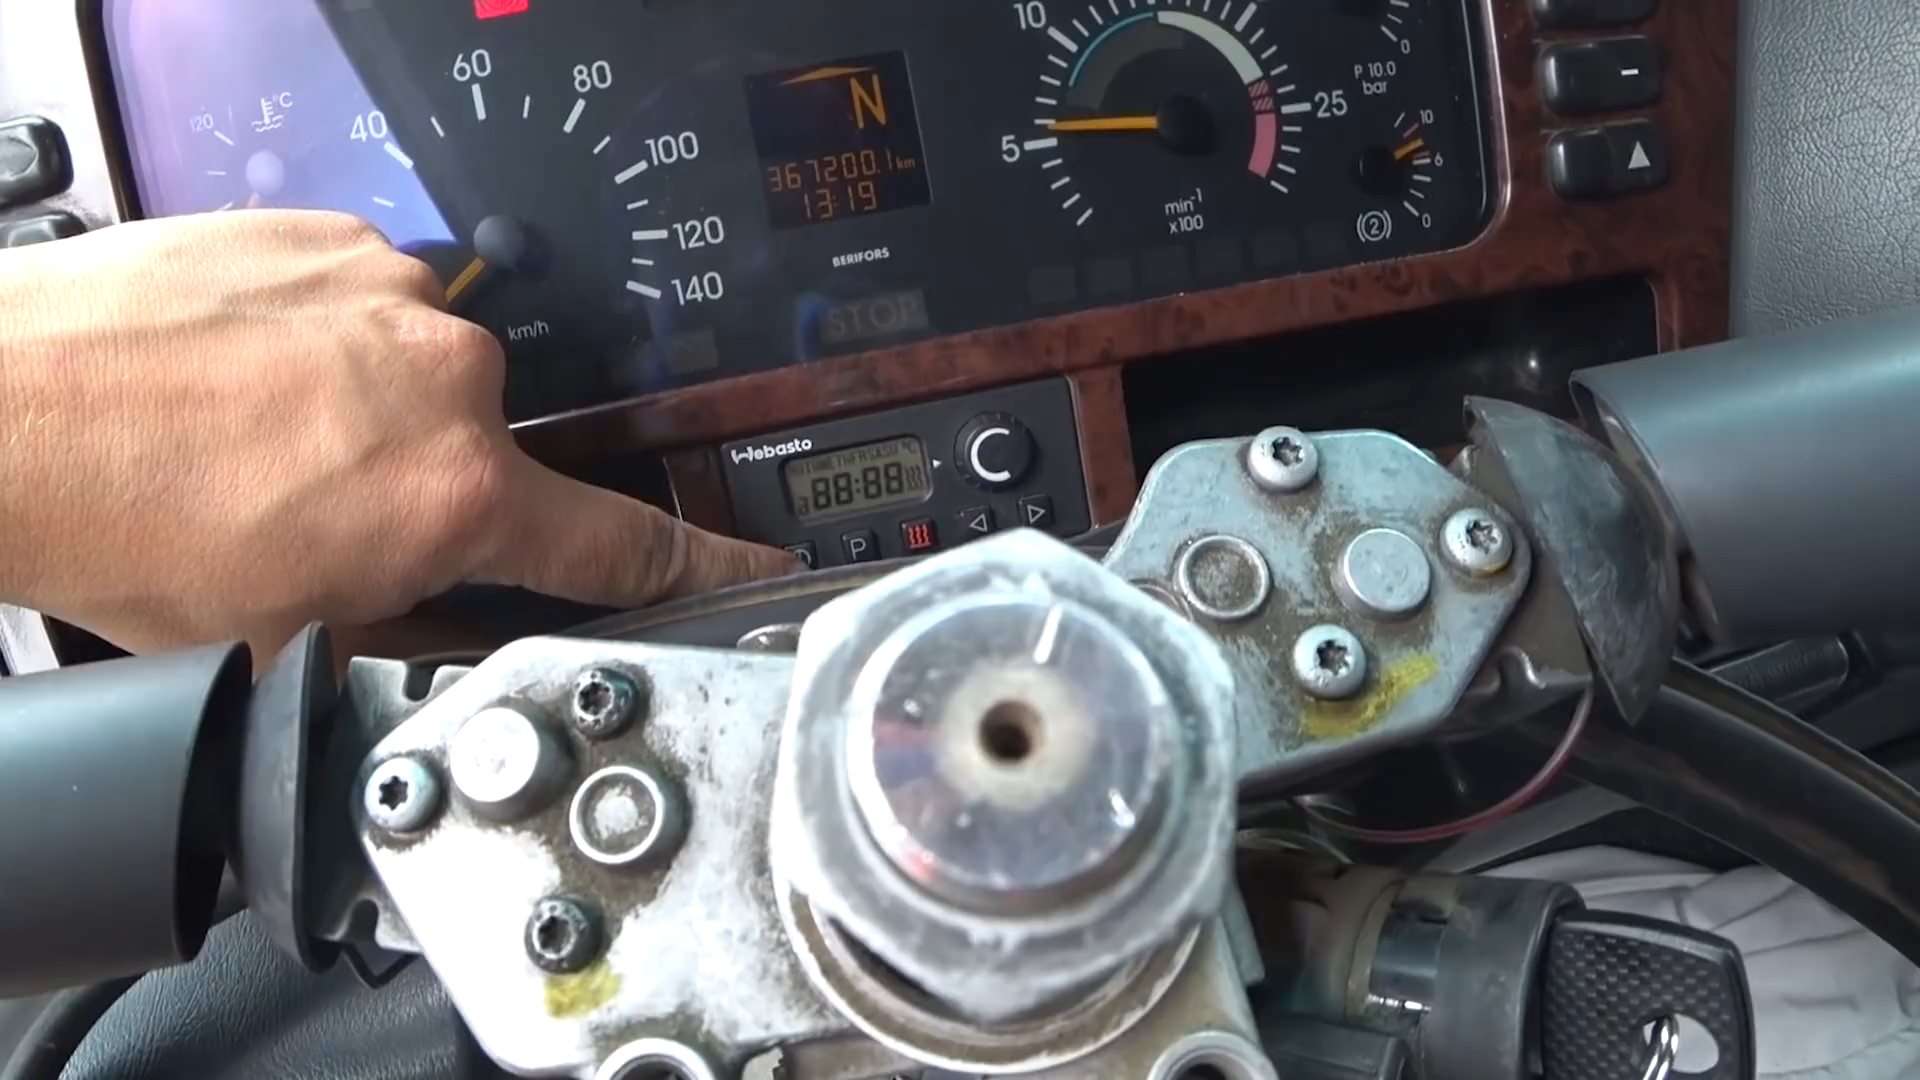 60
80
40
100
120
°C
120
140
km/h
N
367200.1 km
13:19
BERIFORS
STOP
10
5
25
min-1
x100
0
P 10.0
bar
10
6
0
(2)
−
Webasto
88:88
P